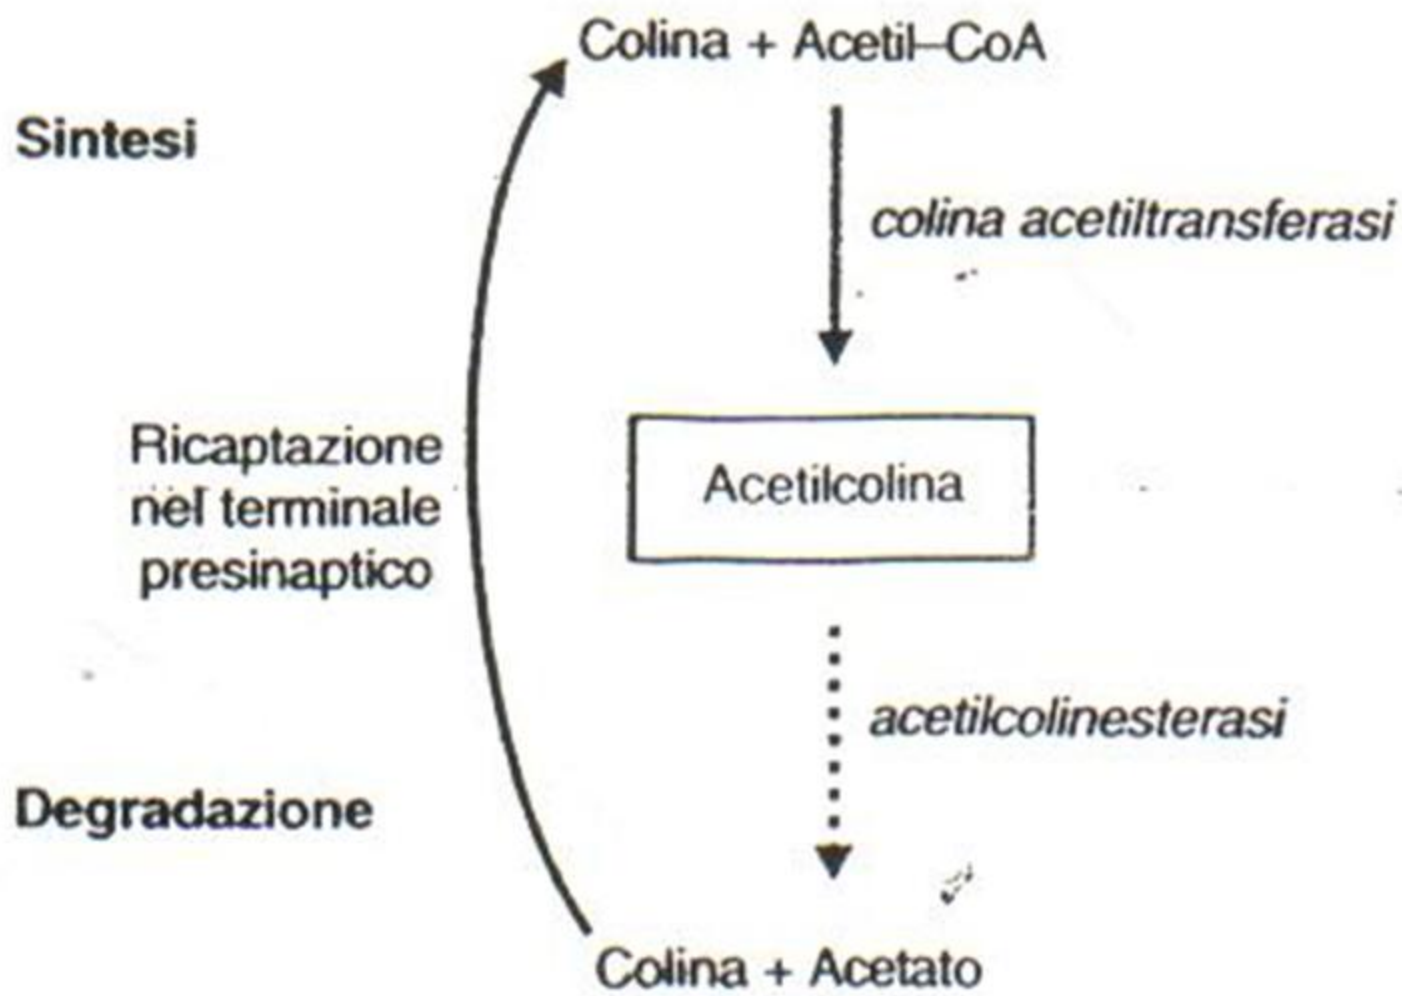 Colina + Acetil–CoA
Sintesi
colina acetiltransferasi
Ricaptazione
nel terminale
presinaptico
Acetilcolina
acetilcolinesterasi
Degradazione
Colina + Acetato